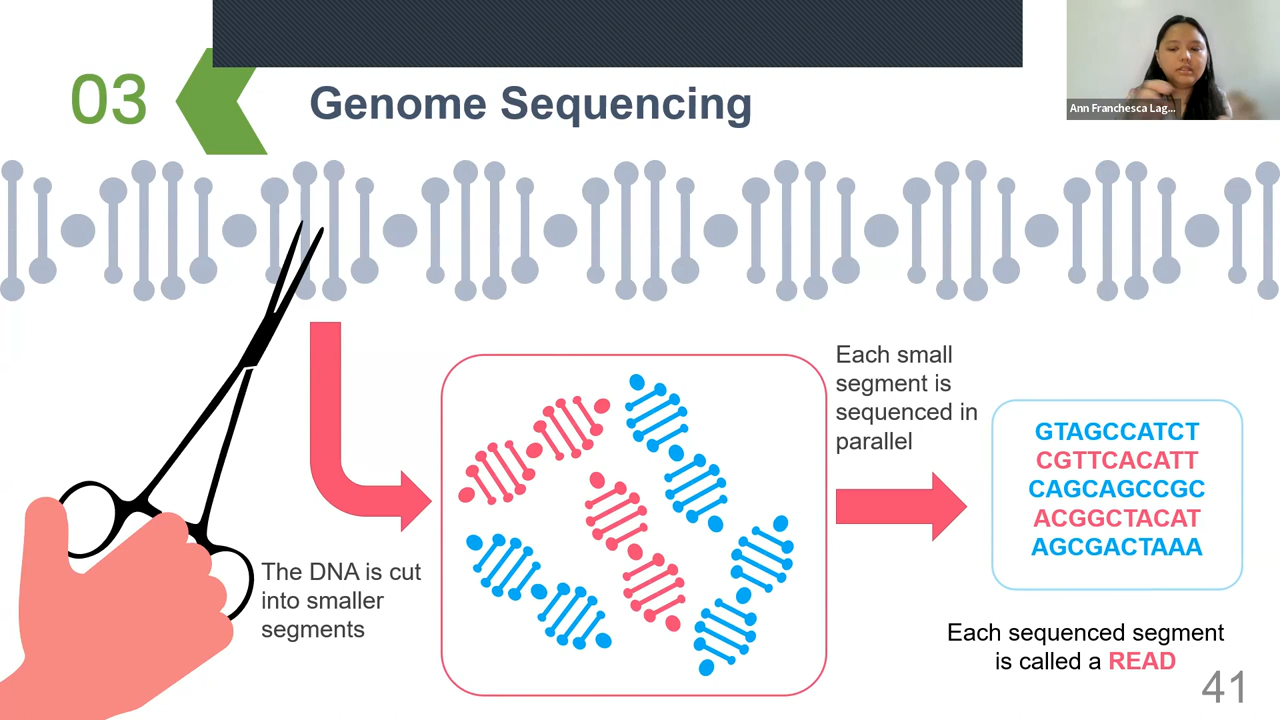 03
Genome Sequencing
Ann Franchesca Lag...
Each small
segment is
sequenced in
parallel
GTAGCCATCT
CGTTCACATT
CAGCAGCCGC
ACGGCTACAT
AGCGACTAAA
The DNA is cut
into smaller
segments
Each sequenced segment
is called a READ
41